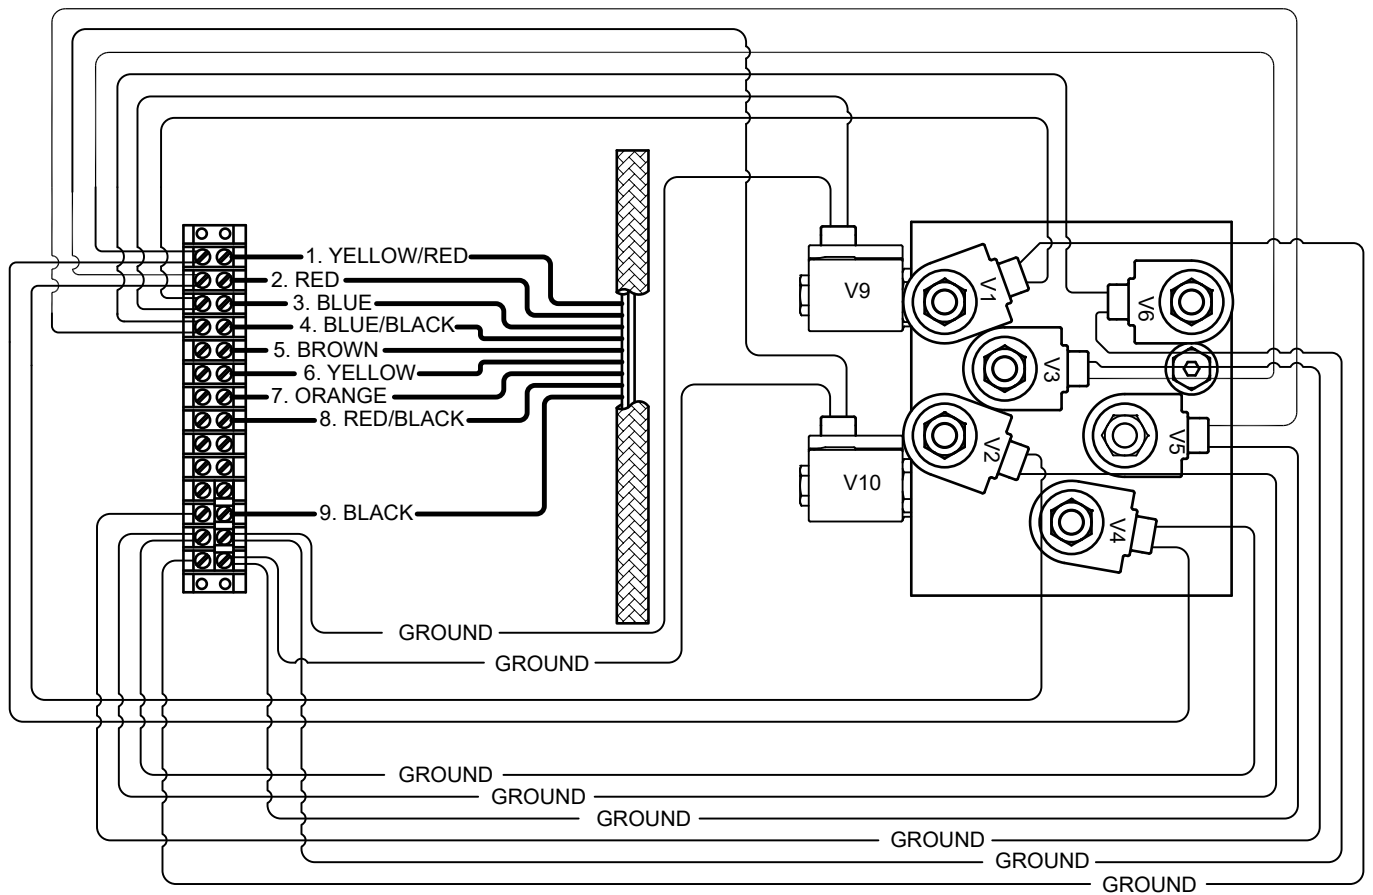 1. YELLOW/RED
2. RED
3. BLUE
4. BLUE/BLACK
5. BROWN
6. YELLOW
7. ORANGE
8. RED/BLACK
9. BLACK
V9
V1
V6
V3
V5
V2
V10
V4
GROUND
GROUND
GROUND
GROUND
GROUND
GROUND
GROUND
GROUND